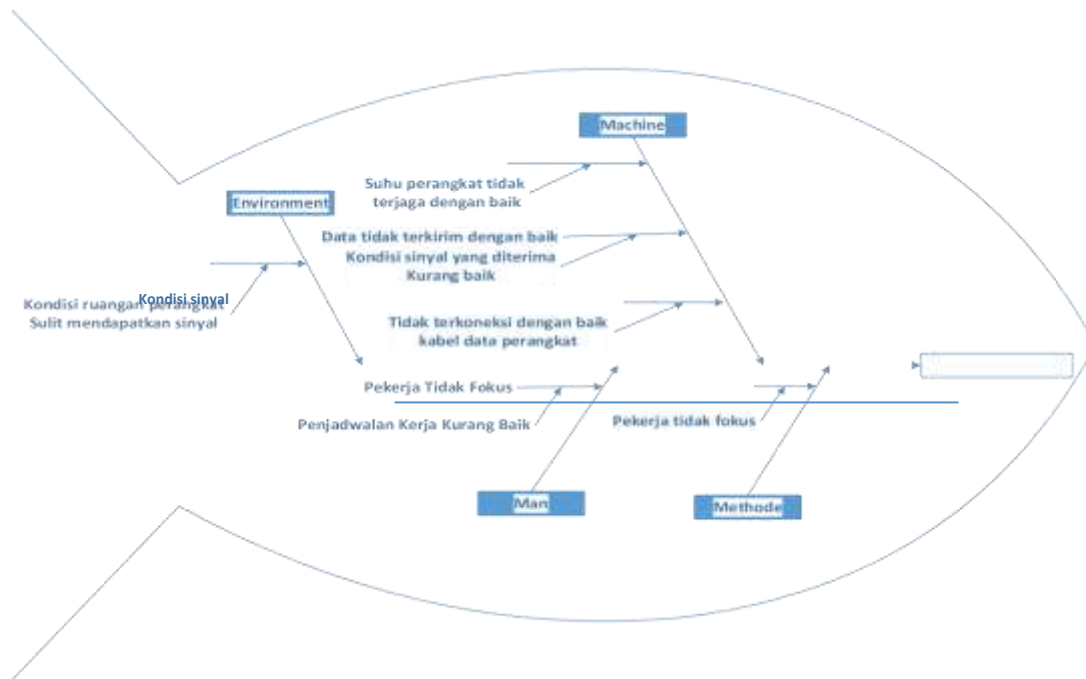 Machine
Suhu perangkat tidak
terjaga dengan baik
Environment
Data tidak terkirim dengan baik
Kondisi sinyal yang diterima
Kurang baik
Kondisi sinyal
Kondisi ruangan perangkat
Sulit mendapatkan sinyal
Tidak terkoneksi dengan baik
kabel data perangkat
Pekerja Tidak Fokus
Penjadwalan Kerja Kurang Baik
Pekerja tidak fokus
Man
Methode